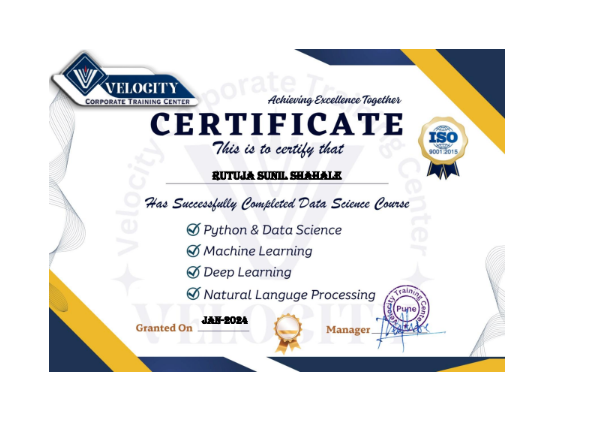 VELOCITY
CORPORATE TRAINING CENTER
Achieving Excellence Together
CERTIFICATE
This is to certify that
ISO
9001:2015
RUTUJA SUNIL SHAHALE
Has Successfully Completed Data Science Course
Python & Data Science
Machine Learning
Deep Learning
Natural Languge Processing
Velocity Training Center
Pune
Granted On JAN-2024
Manager
Velocity Corporate Training Center
VELOCITY